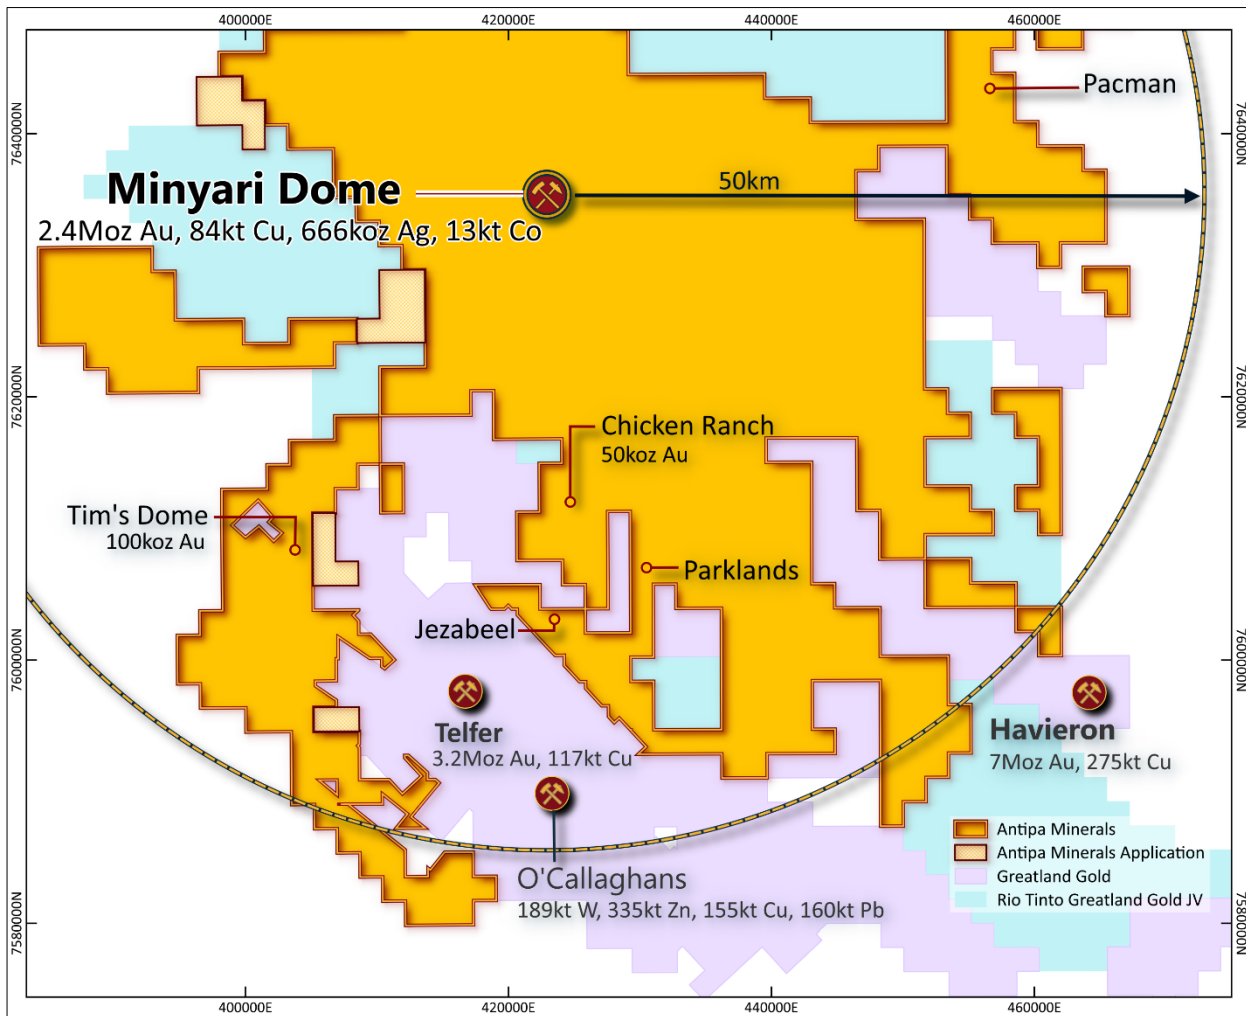 400000E
420000E
440000E
460000E
Pacman
7640000N
7640000N
Minyari Dome
50km
2.4Moz Au, 84kt Cu, 666koz Ag, 13kt Co
7620000N
7620000N
Chicken Ranch
50koz Au
Tim's Dome
100koz Au
Parklands
Jezabeel
7600000N
7600000N
Telfer
3.2Moz Au, 117kt Cu
Havieron
7Moz Au, 275kt Cu
O'Callaghans
189kt W, 335kt Zn, 155kt Cu, 160kt Pb
Antipa Minerals
Antipa Minerals Application
Greatland Gold
Rio Tinto Greatland Gold JV
7580000N
7580000N
400000E
420000E
440000E
460000E